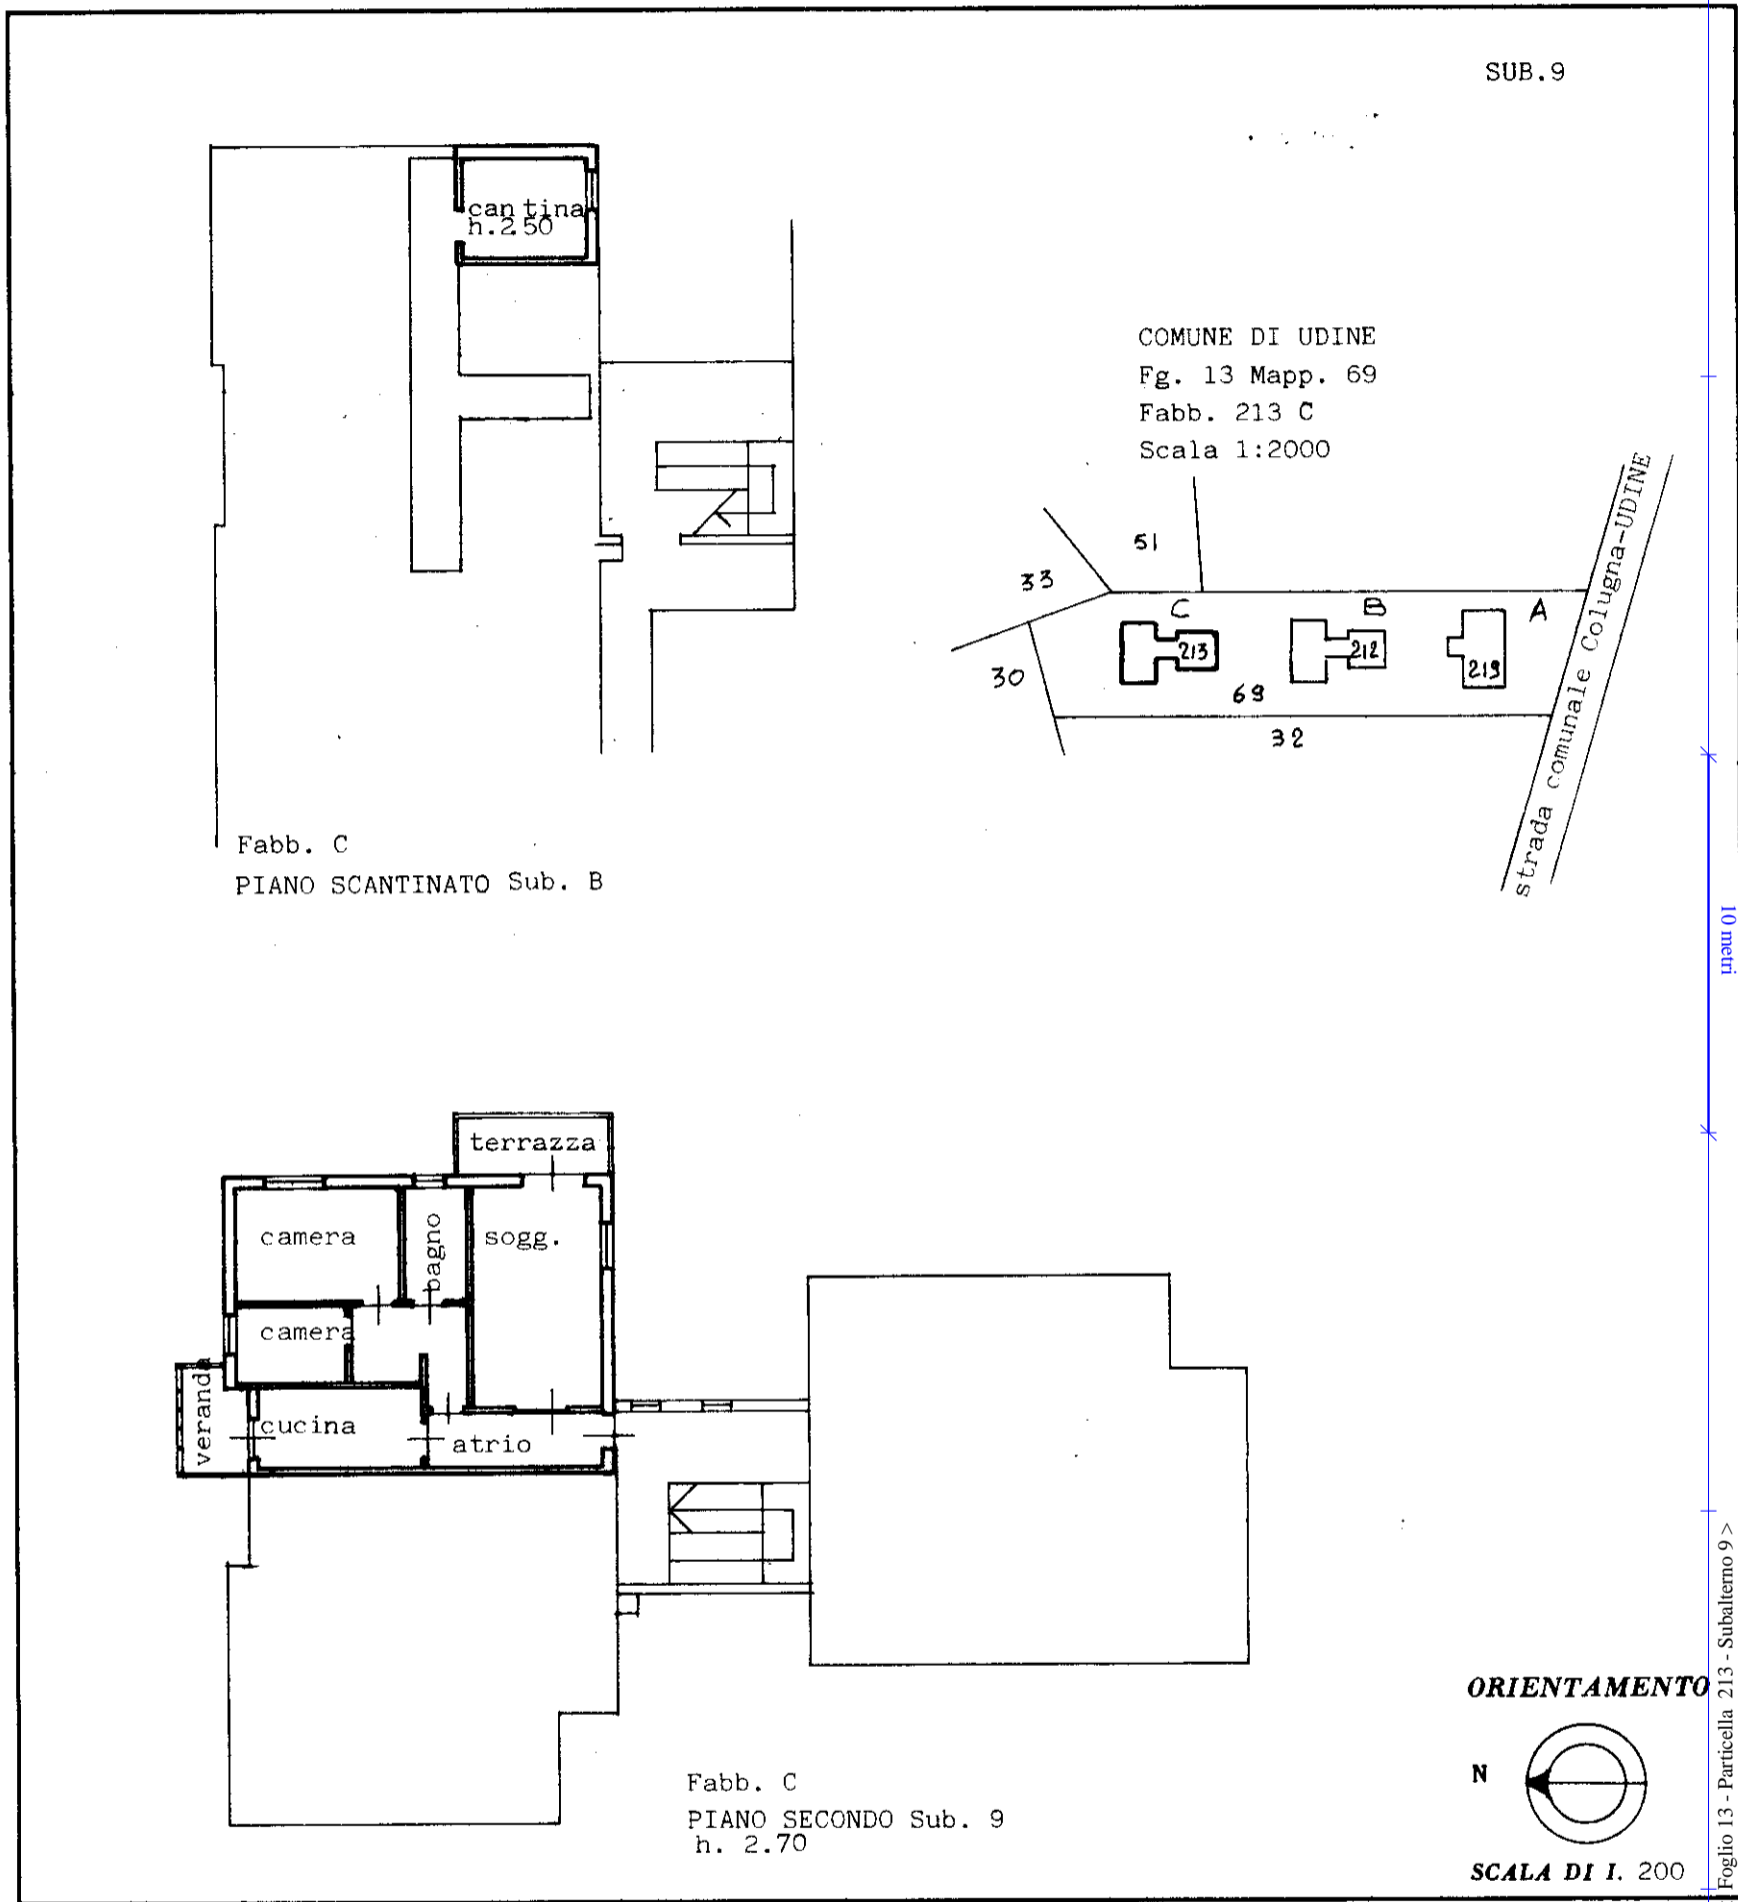 SUB.9
cantina
h.2.50
COMUNE DI UDINE
Fg. 13 Mapp. 69
Fabb. 213 C
Scala 1:2000
51
33
30
C
B
A
213
212
219
69
32
strada comunale Colugna-UDINE
Fabb. C
PIANO SCANTINATO Sub. B
10 metri
terrazza
camera
bagno
sogg.
camera
veranda
cucina
atrio
Fabb. C
PIANO SECONDO Sub. 9
h. 2.70
ORIENTAMENTO
N
SCALA DI I. 200
Foglio 13 - Particella 213 - Subalterno 9 >